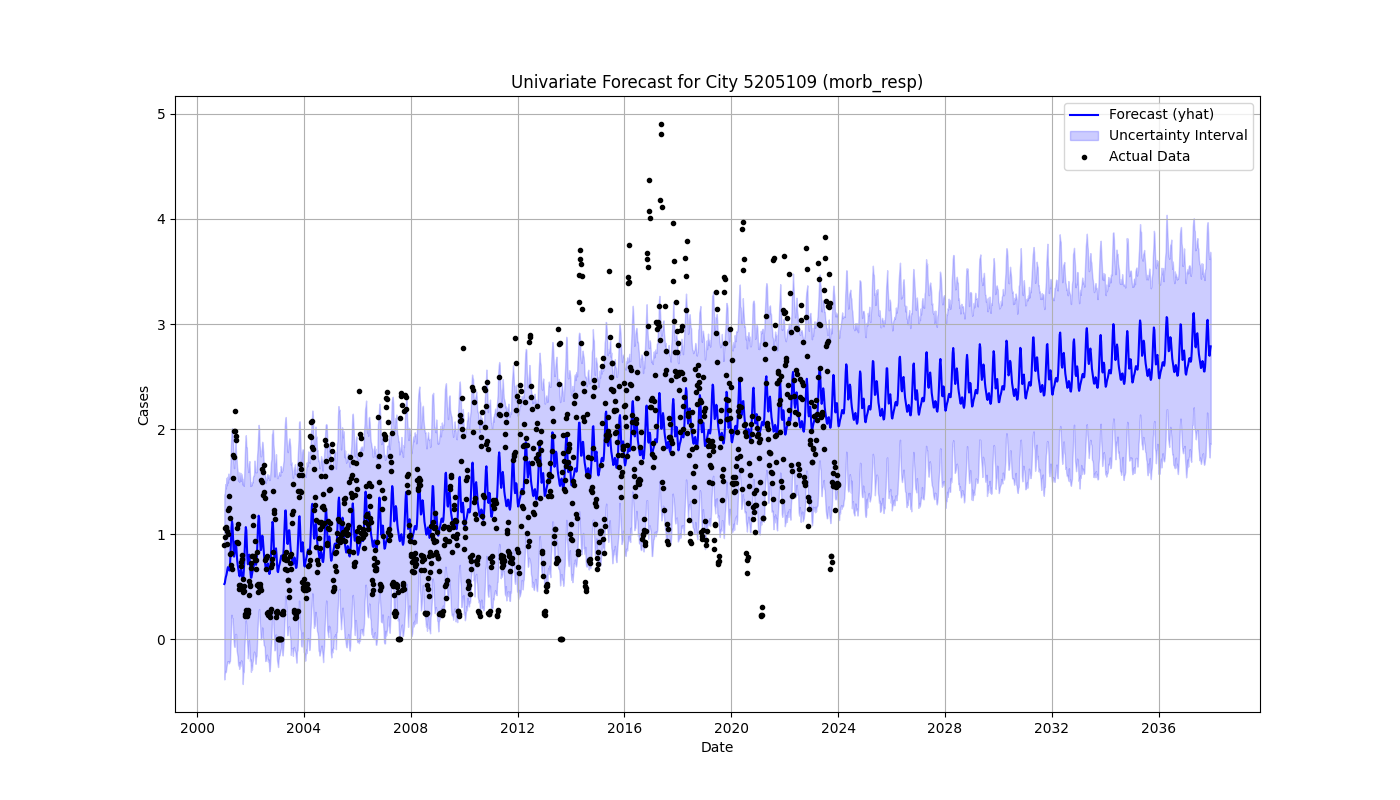 Univariate Forecast for City 5205109 (morb_resp)
Forecast (yhat)
Uncertainty Interval
Actual Data
Cases
5
4
3
2
1
0
2000 2004 2008 2012 2016 2020 2024 2028 2032 2036
Date